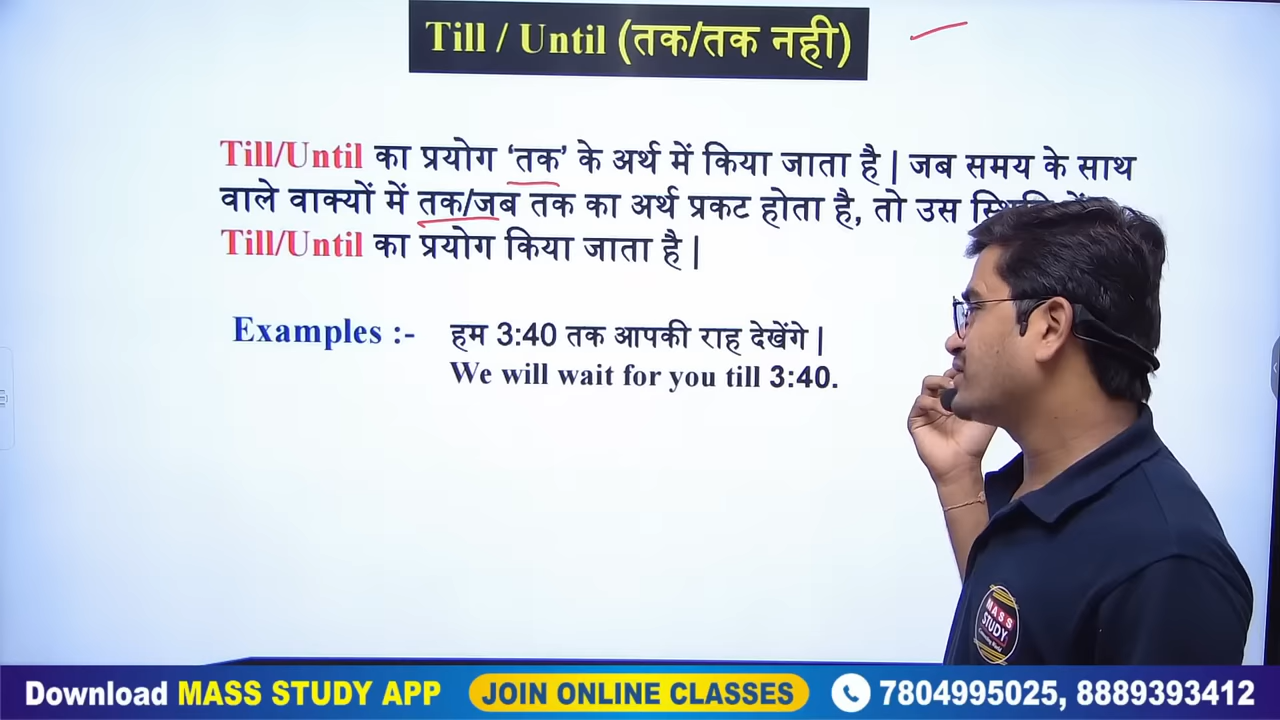 Till / Until (तक/तक नही)
Till/Until का प्रयोग ‘तक’ के अर्थ में किया जाता है | जब समय के साथ
वाले वाक्यों में तक/जब तक का अर्थ प्रकट होता है, तो उस
Till/Until का प्रयोग किया जाता है |
Examples :- हम 3:40 तक आपकी राह देखेंगे |
We will wait for you till 3:40.
MASS
STUDY
Download MASS STUDY APP JOIN ONLINE CLASSES 7804995025, 8889393412